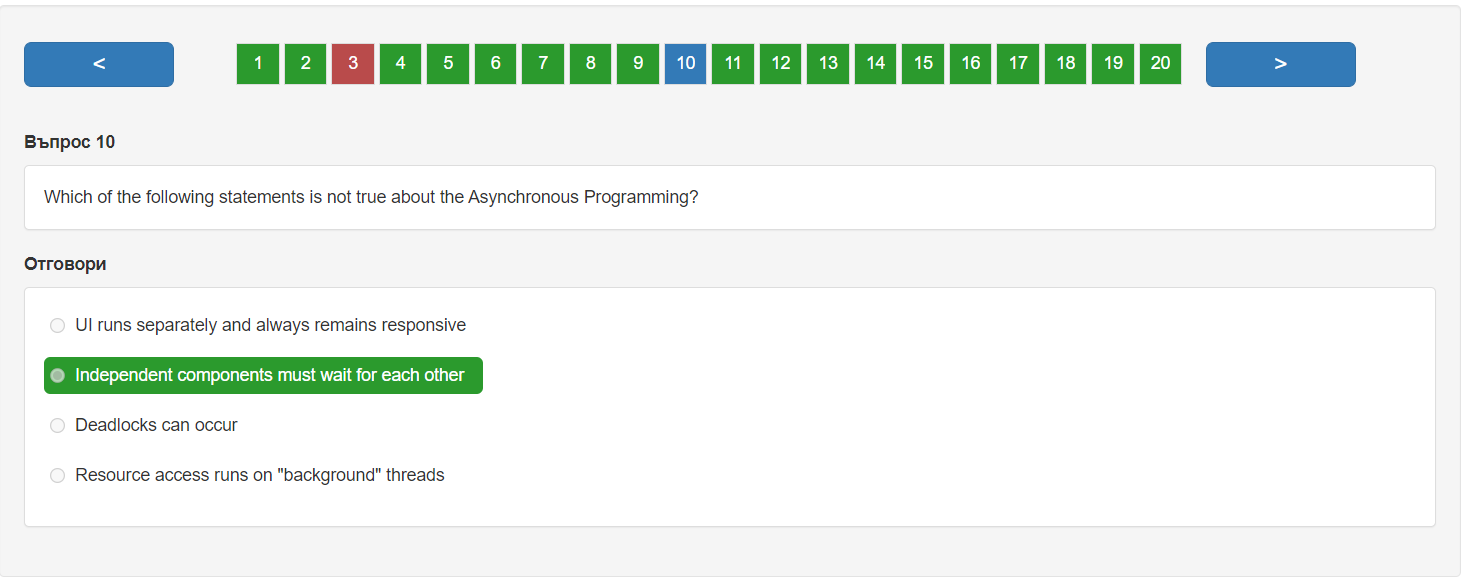 < 1 2 3 4 5 6 7 8 9 10 11 12 13 14 15 16 17 18 19 20 >
Въпрос 10
Which of the following statements is not true about the Asynchronous Programming?
Отговори
UI runs separately and always remains responsive
Independent components must wait for each other
Deadlocks can occur
Resource access runs on "background" threads